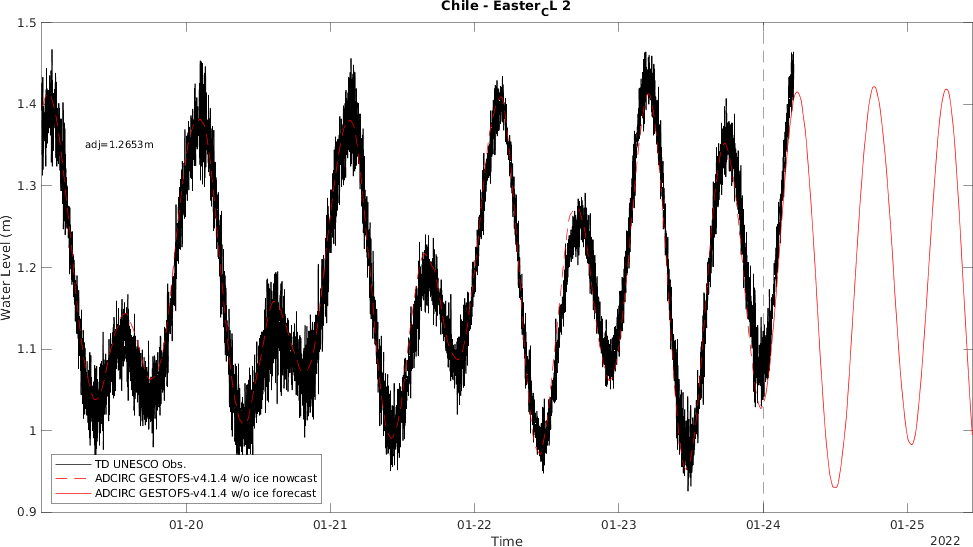 Chile - Easter_CL 2
1.5
1.4
1.3
1.2
1.1
1
0.9
Water Level (m)
adj=1.2653m
TD UNESCO Obs.
ADCIRC GESTOFS-v4.1.4 w/o ice nowcast
ADCIRC GESTOFS-v4.1.4 w/o ice forecast
01-20
01-21
01-22
01-23
01-24
01-25
Time
2022